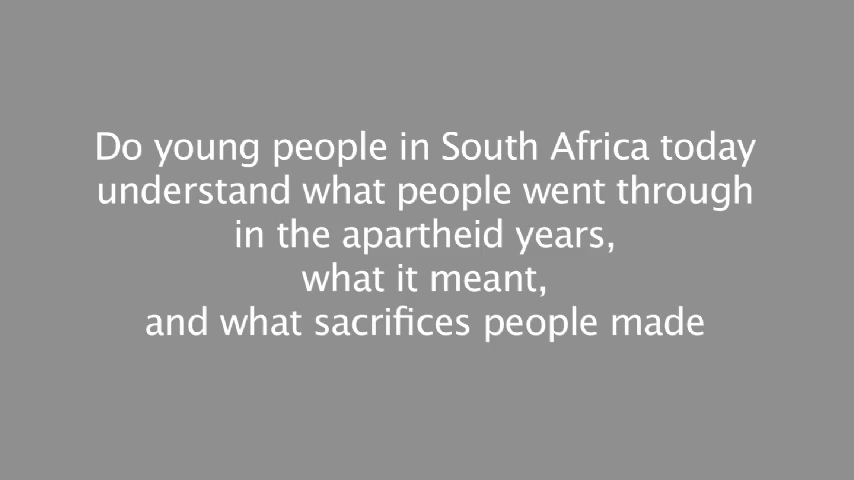 Do young people in South Africa today
understand what people went through
in the apartheid years,
what it meant,
and what sacrifices people made